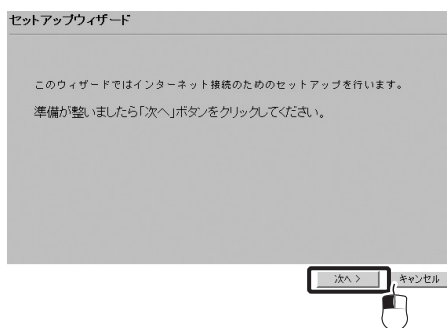 セットアップウィザード
このウィザードではインターネット接続のためのセットアップを行います。
準備が整いましたら「次へ」ボタンをクリックしてください。
次へ > キャンセル